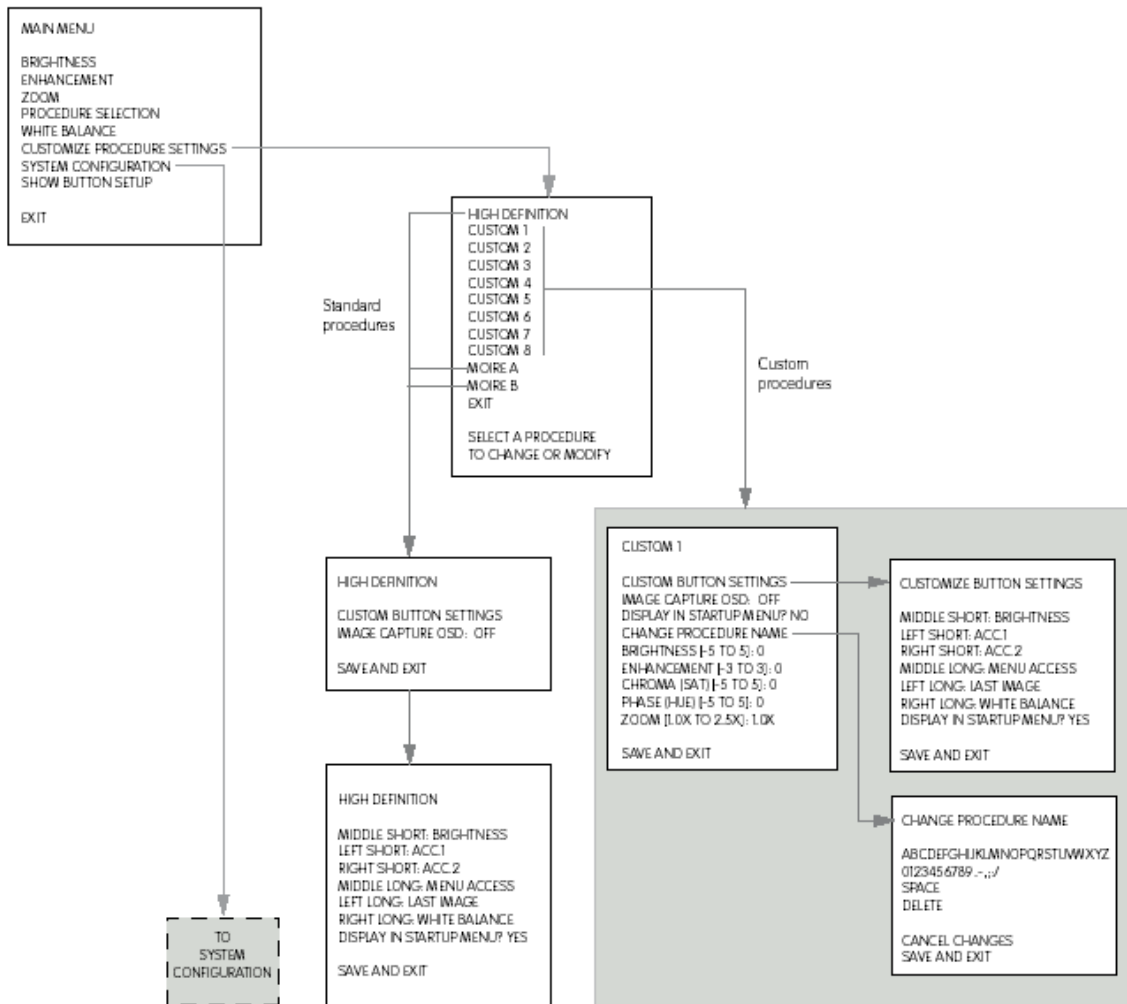 MAIN MENU
BRIGHTNESS
ENHANCEMENT
ZOOM
PROCEDURE SELECTION
WHITE BALANCE
CUSTOMIZE PROCEDURE SETTINGS
SYSTEM CONFIGURATION
SHOW BUTTON SETUP
EXIT
HIGH DEFINITION
CUSTOM 1
CUSTOM 2
CUSTOM 3
CUSTOM 4
CUSTOM 5
CUSTOM 6
CUSTOM 7
CUSTOM 8
MOIRE A
MOIRE B
EXIT
SELECT A PROCEDURE
TO CHANGE OR MODIFY
Standard
procedures
Custom
procedures
HIGH DEFINITION
CUSTOM BUTTON SETTINGS
IMAGE CAPTURE OSD: OFF
SAVE AND EXIT
HIGH DEFINITION
MIDDLE SHORT: BRIGHTNESS
LEFT SHORT: ACC.1
RIGHT SHORT: ACC.2
MIDDLE LONG: MENU ACCESS
LEFT LONG: LAST IMAGE
RIGHT LONG: WHITE BALANCE
DISPLAY IN STARTUP MENU? YES
SAVE AND EXIT
TO
SYSTEM
CONFIGURATION
CUSTOM 1
CUSTOM BUTTON SETTINGS
IMAGE CAPTURE OSD: OFF
DISPLAY IN STARTUP MENU? NO
CHANGE PROCEDURE NAME
BRIGHTNESS [-5 TO 5]: 0
ENHANCEMENT [-3 TO 3]: 0
CHROMA (SAT) [-5 TO 5]: 0
PHASE (HUE) [-5 TO 5]: 0
ZOOM [1.0X TO 2.5X]: 1.0X
SAVE AND EXIT
CUSTOMIZE BUTTON SETTINGS
MIDDLE SHORT: BRIGHTNESS
LEFT SHORT: ACC.1
RIGHT SHORT: ACC.2
MIDDLE LONG: MENU ACCESS
LEFT LONG: LAST IMAGE
RIGHT LONG: WHITE BALANCE
DISPLAY IN STARTUP MENU? YES
SAVE AND EXIT
CHANGE PROCEDURE NAME
ABCDEFGHIJKLMNOPQRSTUVWXYZ
0123456789.-,;:/
SPACE
DELETE
CANCEL CHANGES
SAVE AND EXIT